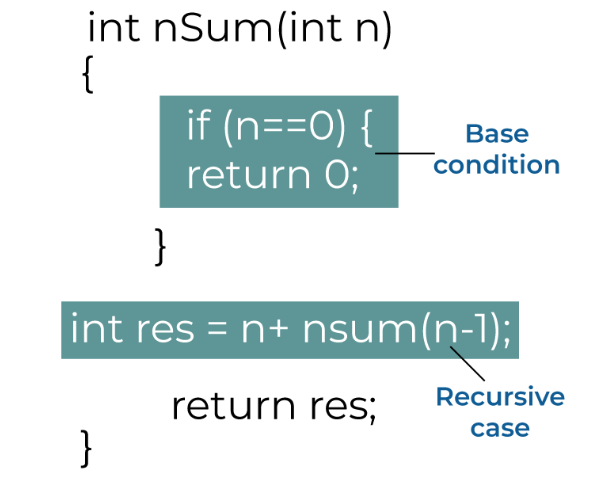 int nSum(int n)
{
if (n==0) {
return 0;
Base
condition
}
int res = n+ nsum(n-1);
Recursive
case
return res;
}